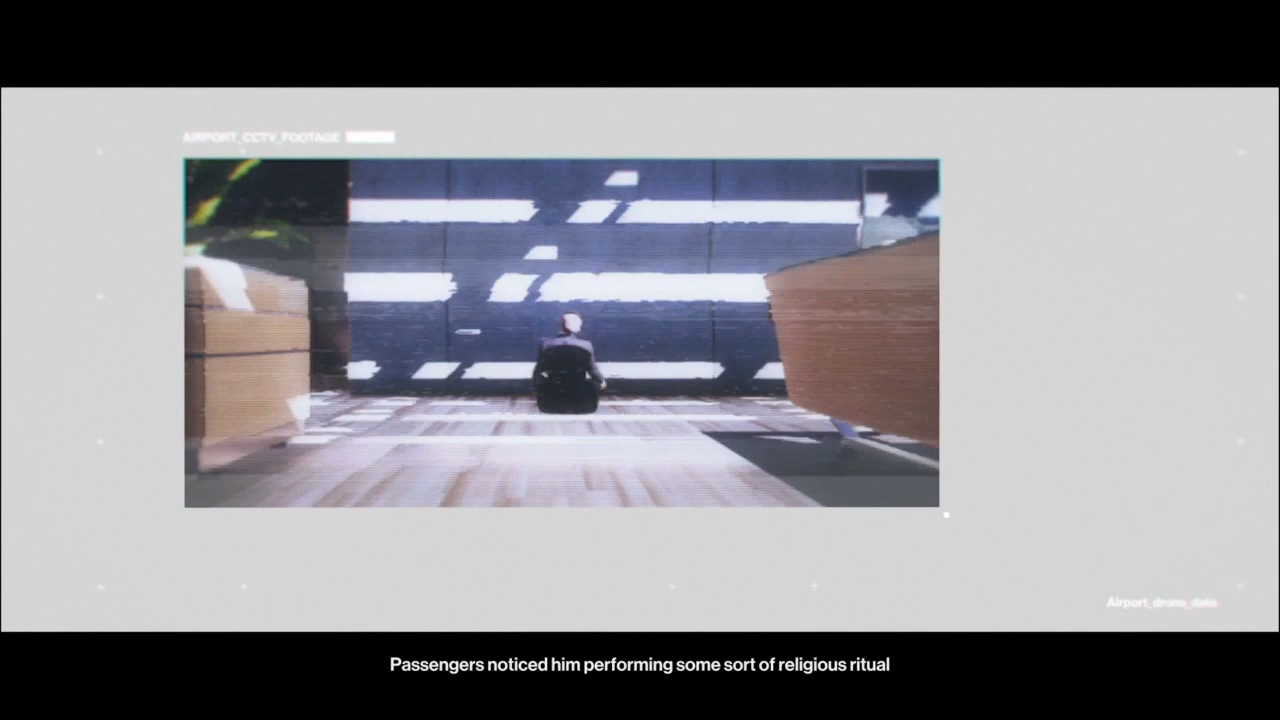 AIRPORT_CCTV_FOOTAGE
Airport_drone_data
Passengers noticed him performing some sort of religious ritual